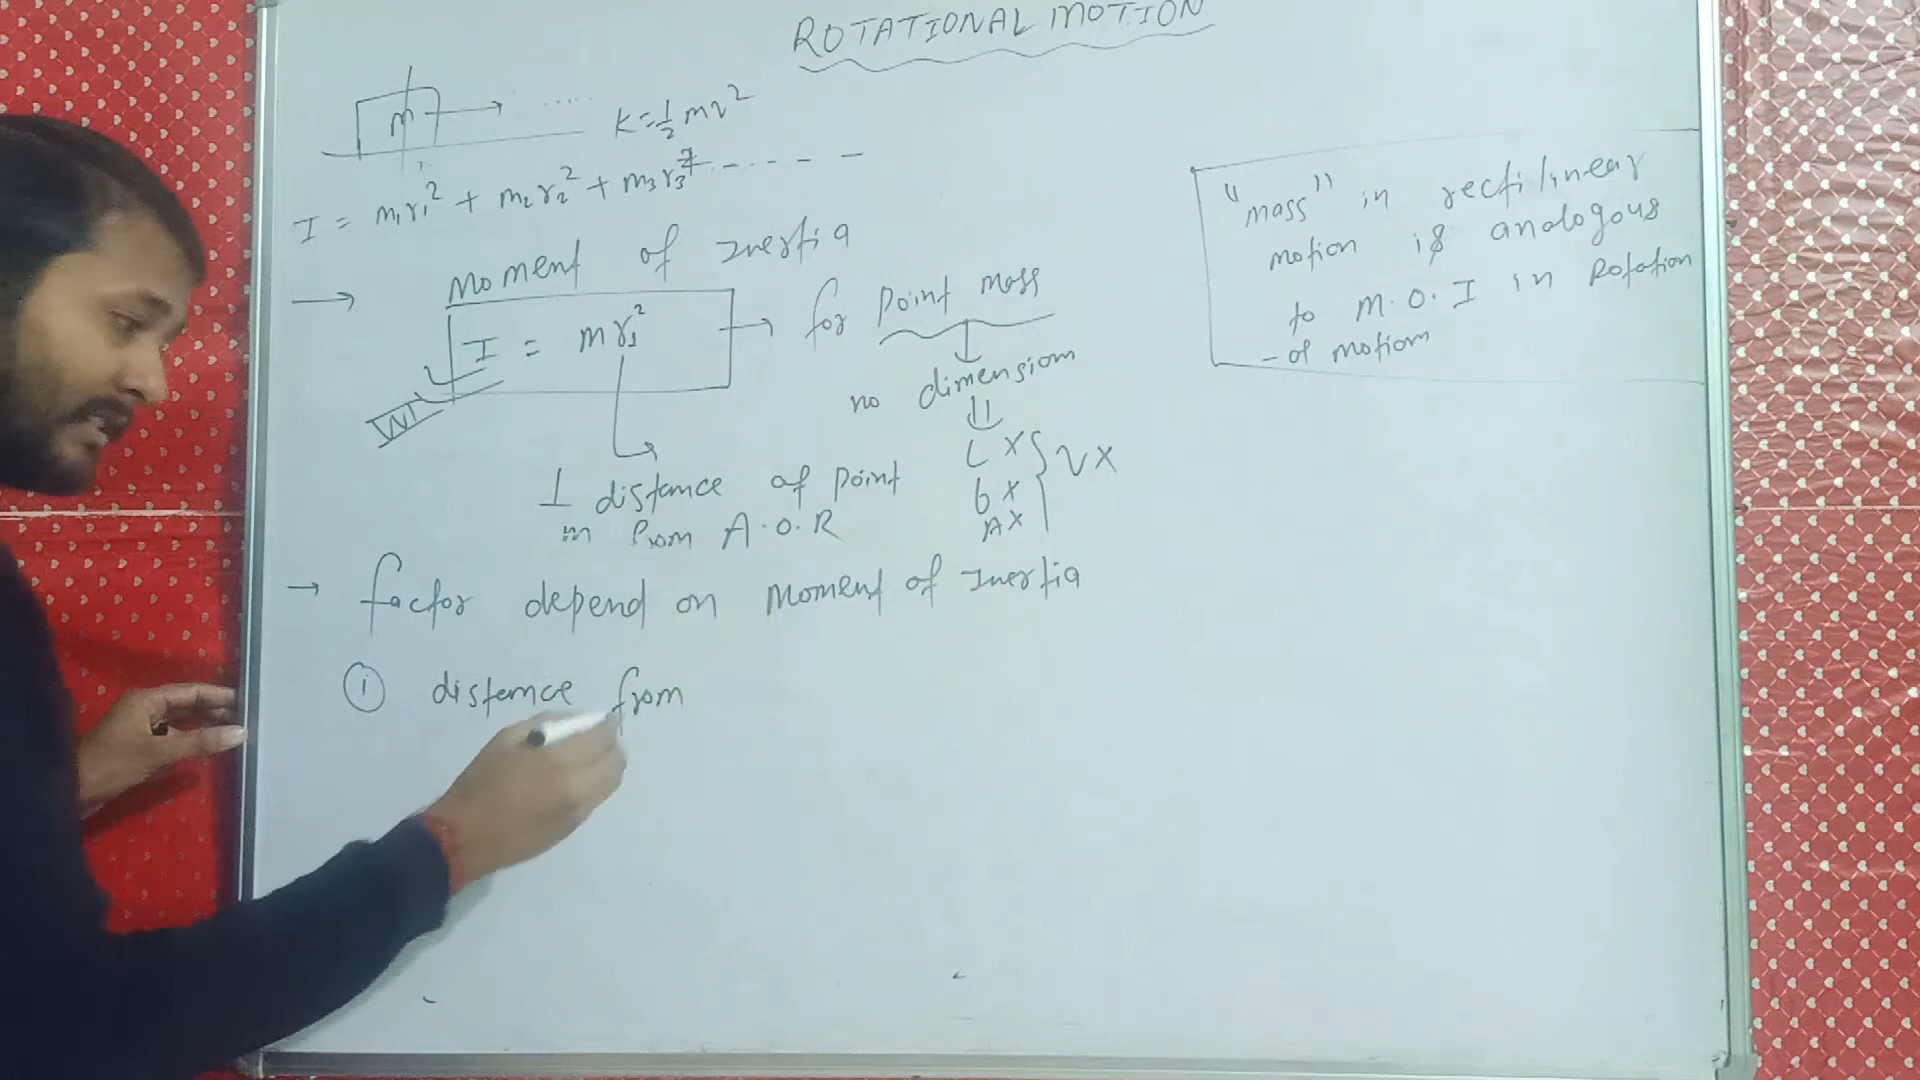 ROTATIONAL MOTION
m
K = 1/2 mv²
I = m₁r₁² + m₂r₂² + m₃r₃² + - - - - -
Moment of Inertia
I = mr₁² → for point mass
no dimension
L X
b X
A X
V X
⊥ distance of point
m from A.O.R
"mass" in rectilinear
motion is analogous
to M.O.I in Rotation
-al motion
→ factor depend on Moment of Inertia
① distance from